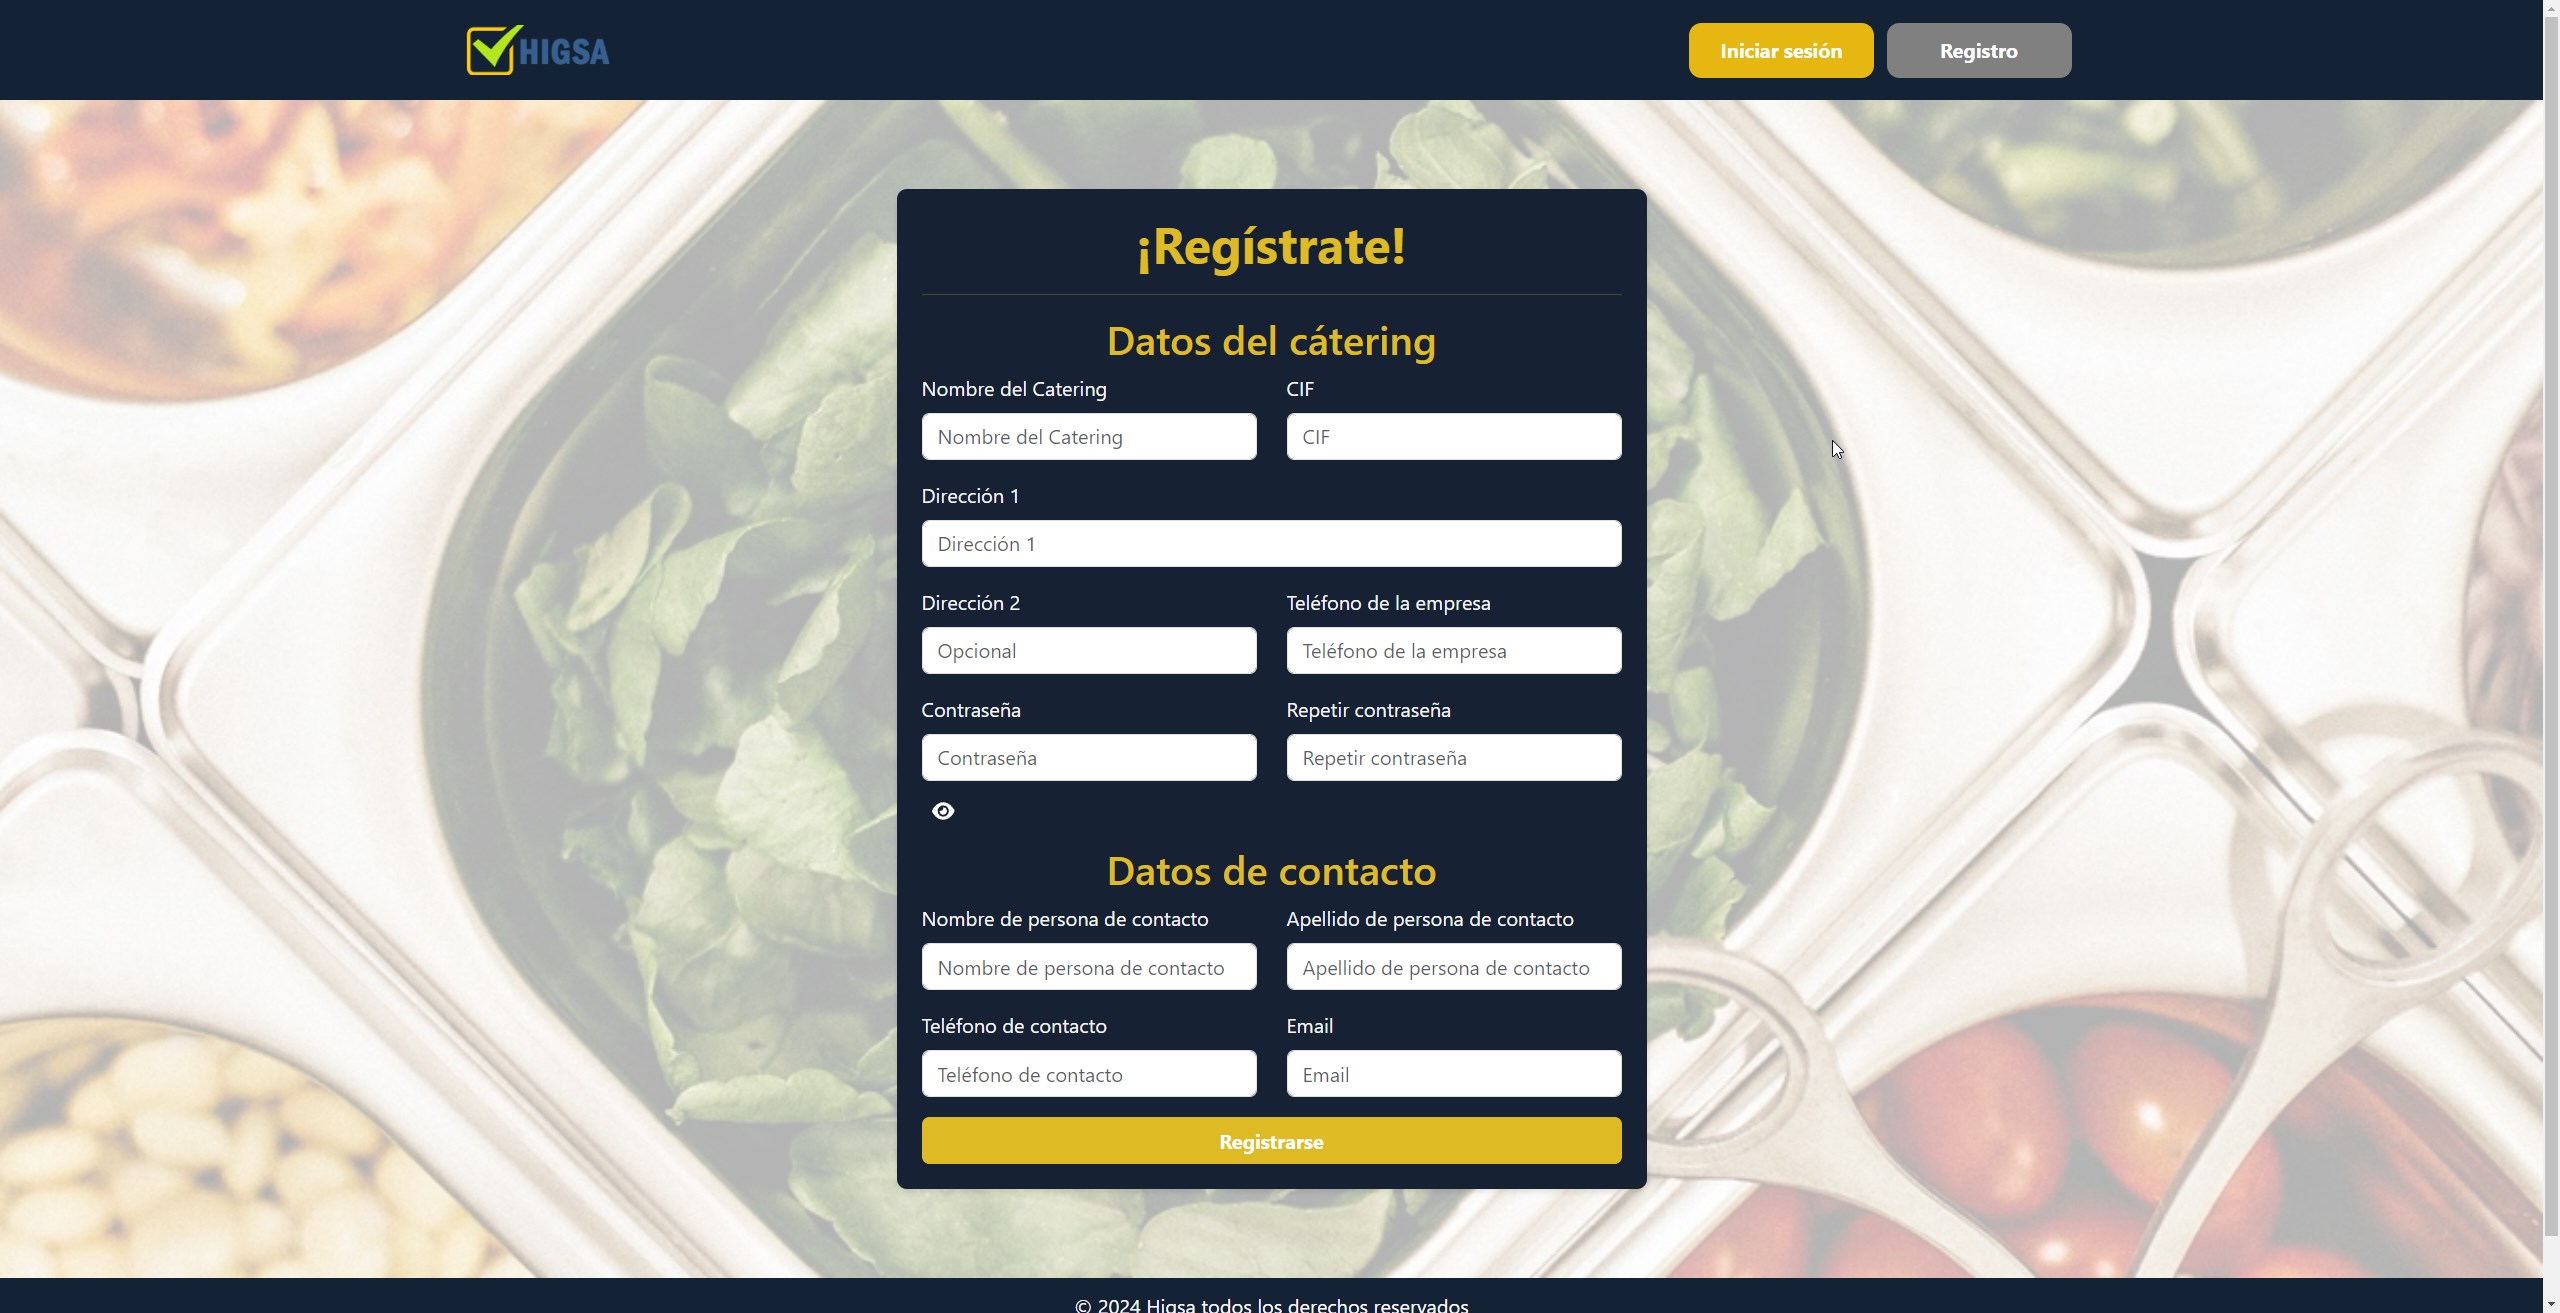 HIGSA
Iniciar sesión
Registro
¡Regístrate!
Datos del cátering
Nombre del Catering
CIF
Nombre del Catering
CIF
Dirección 1
Dirección 1
Dirección 2
Teléfono de la empresa
Opcional
Teléfono de la empresa
Contraseña
Repetir contraseña
Contraseña
Repetir contraseña
Datos de contacto
Nombre de persona de contacto
Apellido de persona de contacto
Nombre de persona de contacto
Apellido de persona de contacto
Teléfono de contacto
Email
Teléfono de contacto
Email
Registrarse
© 2024 Higsa todos los derechos reservados